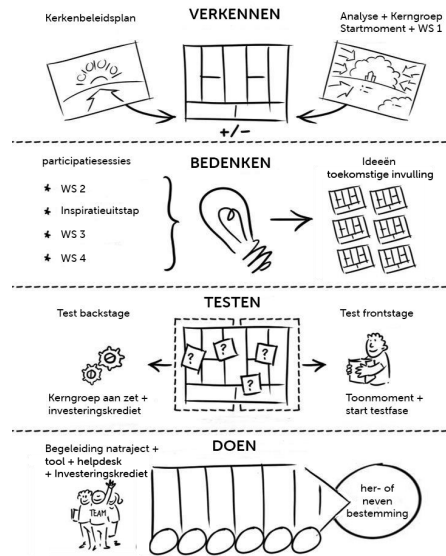 VERKENNEN
Kerkenbeleidsplan
Analyse + Kerngroep
Startmoment + WS 1
+/-
BEDENKEN
participatiesessies
* WS 2
* Inspiratieuitstap
* WS 3
* WS 4
Ideeën
toekomstige invulling
TESTEN
Test backstage
Test frontstage
?
?
?
?
Kerngroep aan zet +
investeringskrediet
Toonmoment +
start testfase
DOEN
Begeleiding natraject +
tool + helpdesk
+ Investeringskrediet
TEAM
her- of
neven
bestemming